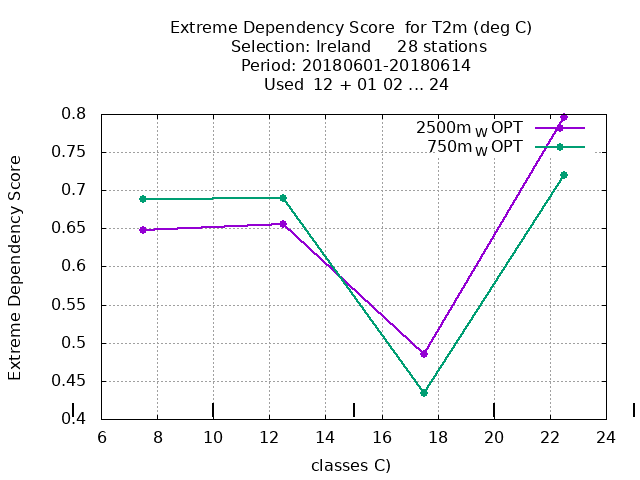 Extreme Dependency Score  for T2m (deg C)
Selection: Ireland     28 stations
Period: 20180601-20180614
Used  12 + 01 02 ... 24
2500m W OPT
750m W OPT
Extreme Dependency Score
0.8
0.75
0.7
0.65
0.6
0.55
0.5
0.45
0.4
6 8 10 12 14 16 18 20 22 24
classes C)